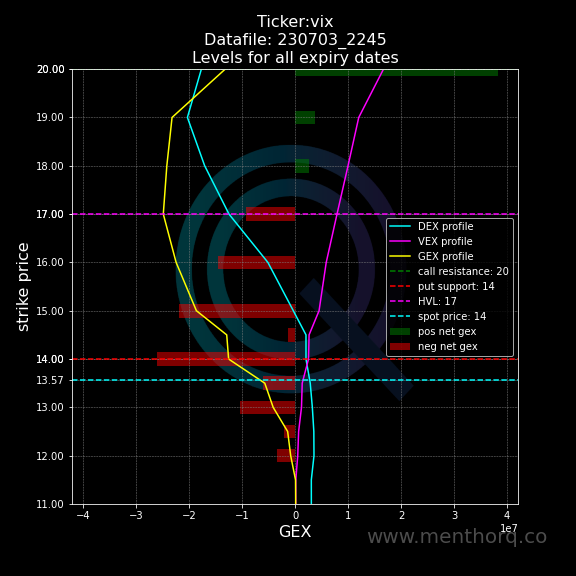 Ticker:vix
Datafile: 230703_2245
Levels for all expiry dates
20.00
19.00
18.00
17.00
16.00
15.00
14.00
13.57
13.00
12.00
11.00
strike price
DEX profile
VEX profile
GEX profile
call resistance: 20
put support: 14
HVL: 17
spot price: 14
pos net gex
neg net gex
−4 −3 −2 −1 0 1 2 3 4
1e7
GEX
www.menthorq.co